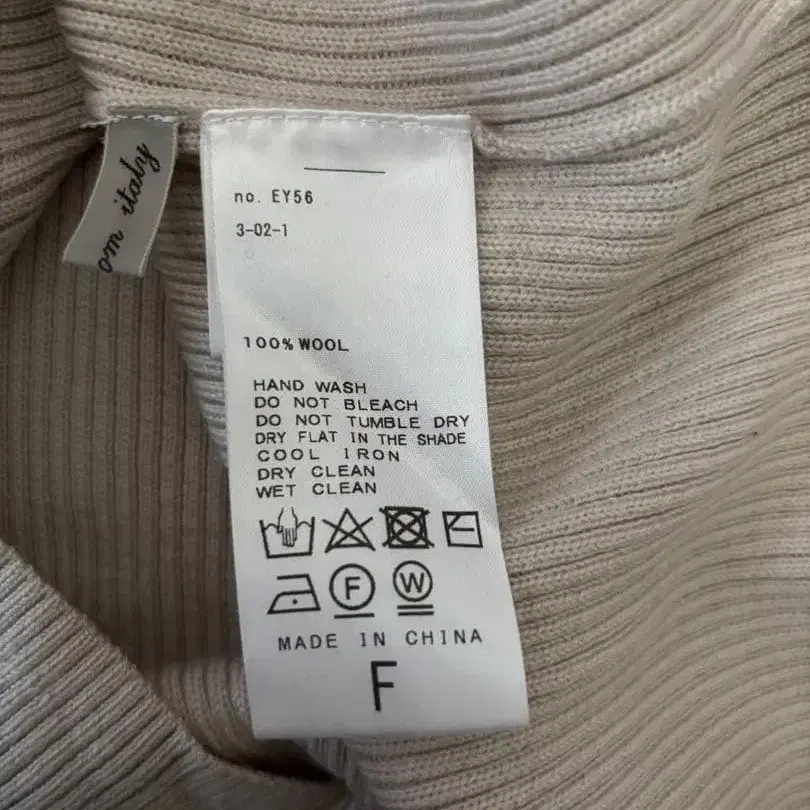 om italy
no. EY56
3-02-1
100% WOOL
HAND WASH
DO NOT BLEACH
DO NOT TUMBLE DRY
DRY FLAT IN THE SHADE
COOL IRON
DRY CLEAN
WET CLEAN
F W
MADE IN CHINA
F